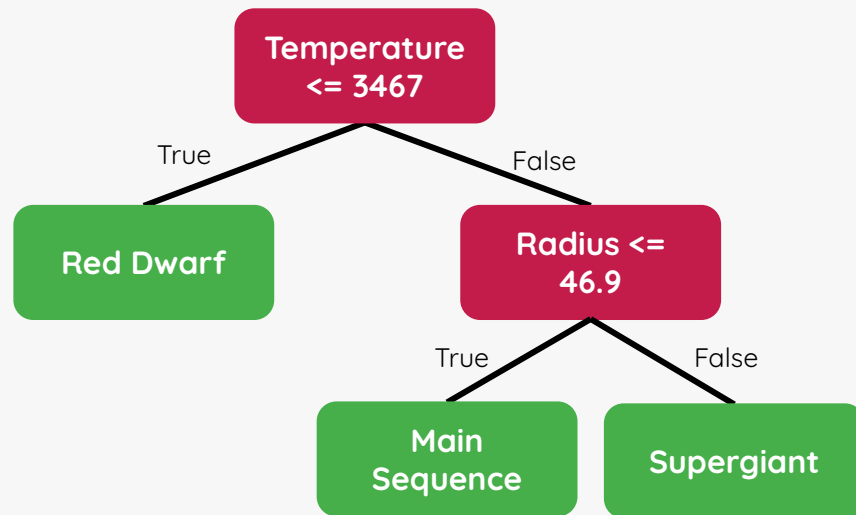 Temperature
<= 3467
True
False
Red Dwarf
Radius <=
46.9
True
False
Main
Sequence
Supergiant